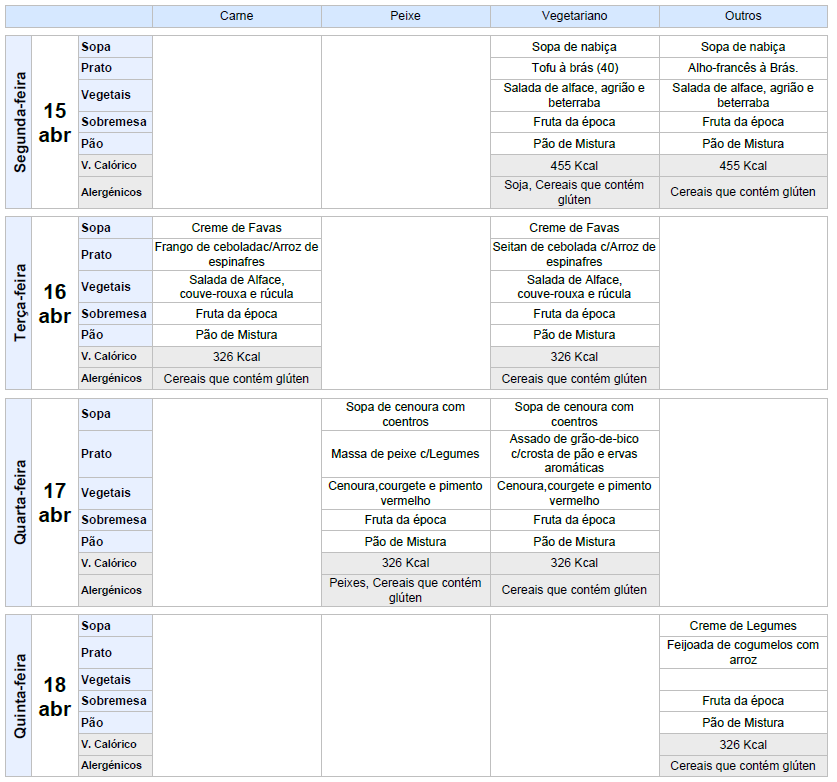 Carne Peixe Vegetariano Outros
Segunda-feira
15
abr
Sopa Sopa de nabiça Sopa de nabiça
Prato Tofu à brás (40) Alho-francês à Brás.
Vegetais Salada de alface, agrião e Salada de alface, agrião e
beterraba beterraba
Sobremesa Fruta da época Fruta da época
Pão Pão de Mistura Pão de Mistura
V. Calórico 455 Kcal 455 Kcal
Alergénicos Soja, Cereais que contém Cereais que contém glúten
glúten
Terça-feira
16
abr
Sopa Creme de Favas Creme de Favas
Prato Frango de ceboladac/Arroz de Seitan de cebolada c/Arroz de
espinafres espinafres
Vegetais Salada de Alface, Salada de Alface,
couve-rouxa e rúcula couve-rouxa e rúcula
Sobremesa Fruta da época Fruta da época
Pão Pão de Mistura Pão de Mistura
V. Calórico 326 Kcal 326 Kcal
Alergénicos Cereais que contém glúten Cereais que contém glúten
Quarta-feira
17
abr
Sopa Sopa de cenoura com Sopa de cenoura com
coentros coentros
Prato Massa de peixe c/Legumes Assado de grão-de-bico
c/crosta de pão e ervas
aromáticas
Vegetais Cenoura,courgete e pimento Cenoura,courgete e pimento
vermelho vermelho
Sobremesa Fruta da época Fruta da época
Pão Pão de Mistura Pão de Mistura
V. Calórico 326 Kcal 326 Kcal
Alergénicos Peixes, Cereais que contém Cereais que contém glúten
glúten
Quinta-feira
18
abr
Sopa Creme de Legumes
Prato Feijoada de cogumelos com
arroz
Vegetais
Sobremesa Fruta da época
Pão Pão de Mistura
V. Calórico 326 Kcal
Alergénicos Cereais que contém glúten